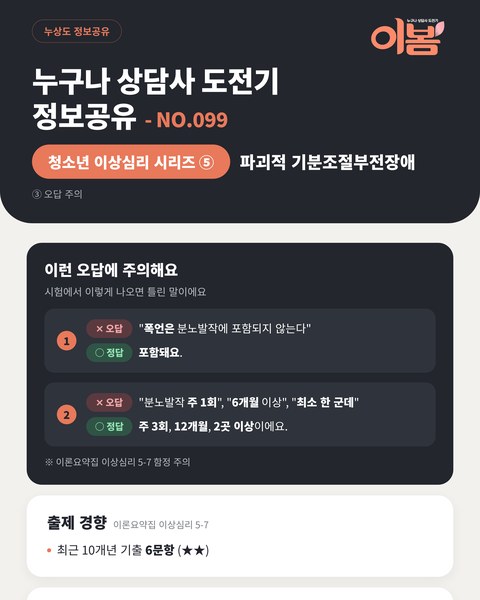 누상도 정보공유
누구나 상담사 도전기
이봄
누구나 상담사 도전기
정보공유 - NO.099
청소년 이상심리 시리즈 ⑤ 파괴적 기분조절부전장애
③ 오답 주의
이런 오답에 주의해요
시험에서 이렇게 나오면 틀린 말이에요
1 × 오답 "폭언은 분노발작에 포함되지 않는다"
○ 정답 포함돼요.
2 × 오답 "분노발작 주 1회", "6개월 이상", "최소 한 군데"
○ 정답 주 3회, 12개월, 2곳 이상이에요.
※ 이론요약집 이상심리 5-7 함정 주의
출제 경향 이론요약집 이상심리 5-7
• 최근 10개년 기출 6문항 (★★)